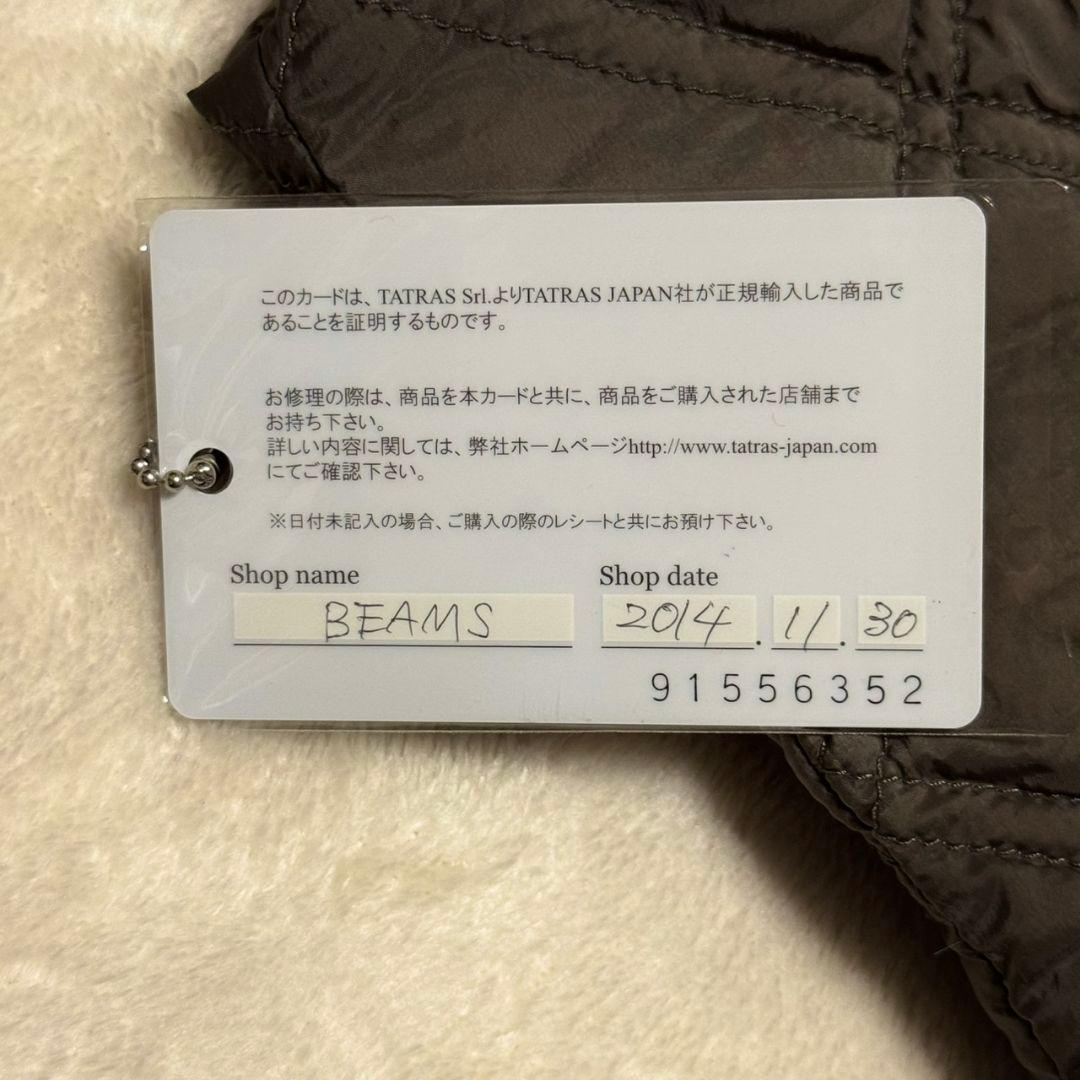 このカードは、TATRAS Srl.よりTATRAS JAPAN社が正規輸入した商品で
あることを証明するものです。
お修理の際は、商品を本カードと共に、商品をご購入された店舗まで
お持ち下さい。
詳しい内容に関しては、弊社ホームページhttp://www.tatras-japan.com
にてご確認下さい。
※日付未記入の場合、ご購入の際のレシートと共にお預け下さい。
Shop name Shop date
BEAMS 2014.11.30
91556352